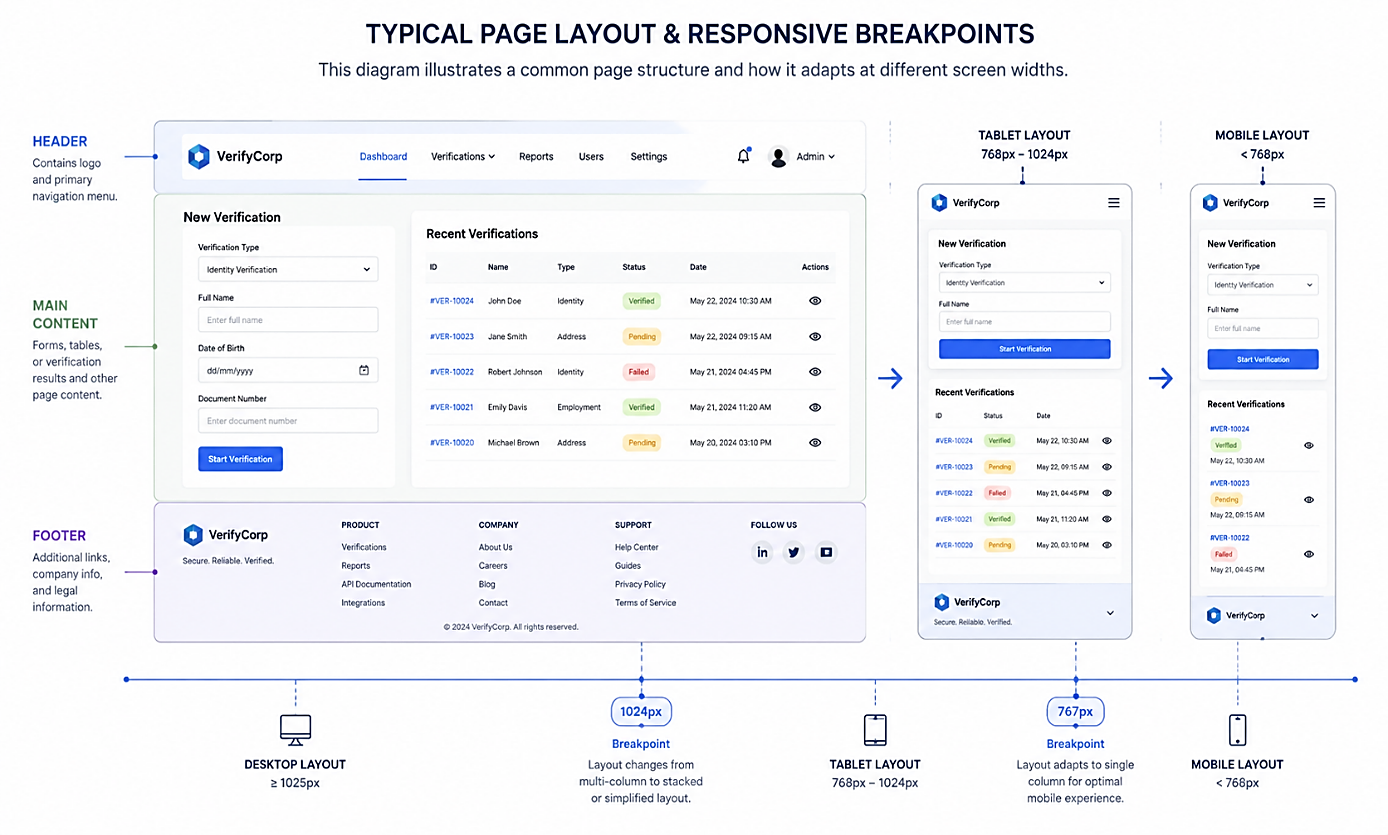 TYPICAL PAGE LAYOUT & RESPONSIVE BREAKPOINTS
This diagram illustrates a common page structure and how it adapts at different screen widths.
HEADER
Contains logo
and primary
navigation menu.
VerifyCorp
Dashboard
Verifications
Reports
Users
Settings
Admin
MAIN
CONTENT
Forms, tables,
or verification
results and other
page content.
New Verification
Verification Type
Identity Verification
Full Name
Enter full name
Date of Birth
dd/mm/yyyy
Document Number
Enter document number
Start Verification
Recent Verifications
ID Name Type Status Date Actions
#VER-10024 John Doe Identity Verified May 22, 2024 10:30 AM
#VER-10023 Jane Smith Address Pending May 22, 2024 09:15 AM
#VER-10022 Robert Johnson Identity Failed May 21, 2024 04:45 PM
#VER-10021 Emily Davis Employment Verified May 21, 2024 11:20 AM
#VER-10020 Michael Brown Address Pending May 20, 2024 03:10 PM
FOOTER
Additional links,
company info,
and legal
information.
VerifyCorp
Secure. Reliable. Verified.
PRODUCT
Verifications
Reports
API Documentation
Integrations
COMPANY
About Us
Careers
Blog
Contact
SUPPORT
Help Center
Guides
Privacy Policy
Terms of Service
FOLLOW US
in
© 2024 VerifyCorp. All rights reserved.
TABLET LAYOUT
768px – 1024px
VerifyCorp
New Verification
Verification Type
Identity Verification
Full Name
Enter full name
Start Verification
Recent Verifications
ID Status Date
#VER-10024 Verified May 22, 10:30 AM
#VER-10023 Pending May 22, 09:15 AM
#VER-10022 Failed May 21, 04:45 PM
#VER-10021 Verified May 21, 11:20 AM
#VER-10020 Pending May 20, 03:10 PM
VerifyCorp
Secure. Reliable. Verified.
MOBILE LAYOUT
< 768px
VerifyCorp
New Verification
Verification Type
Identity Verification
Full Name
Enter full name
Start Verification
Recent Verifications
#VER-10024
Verified
May 22, 10:30 AM
#VER-10023
Pending
May 22, 09:15 PM
#VER-10022
Failed
May 21, 04:45 PM
VerifyCorp
DESKTOP LAYOUT
≥ 1025px
1024px
Breakpoint
Layout changes from
multi-column to stacked
or simplified layout.
TABLET LAYOUT
768px – 1024px
767px
Breakpoint
Layout adapts to single
column for optimal
mobile experience.
MOBILE LAYOUT
< 768px